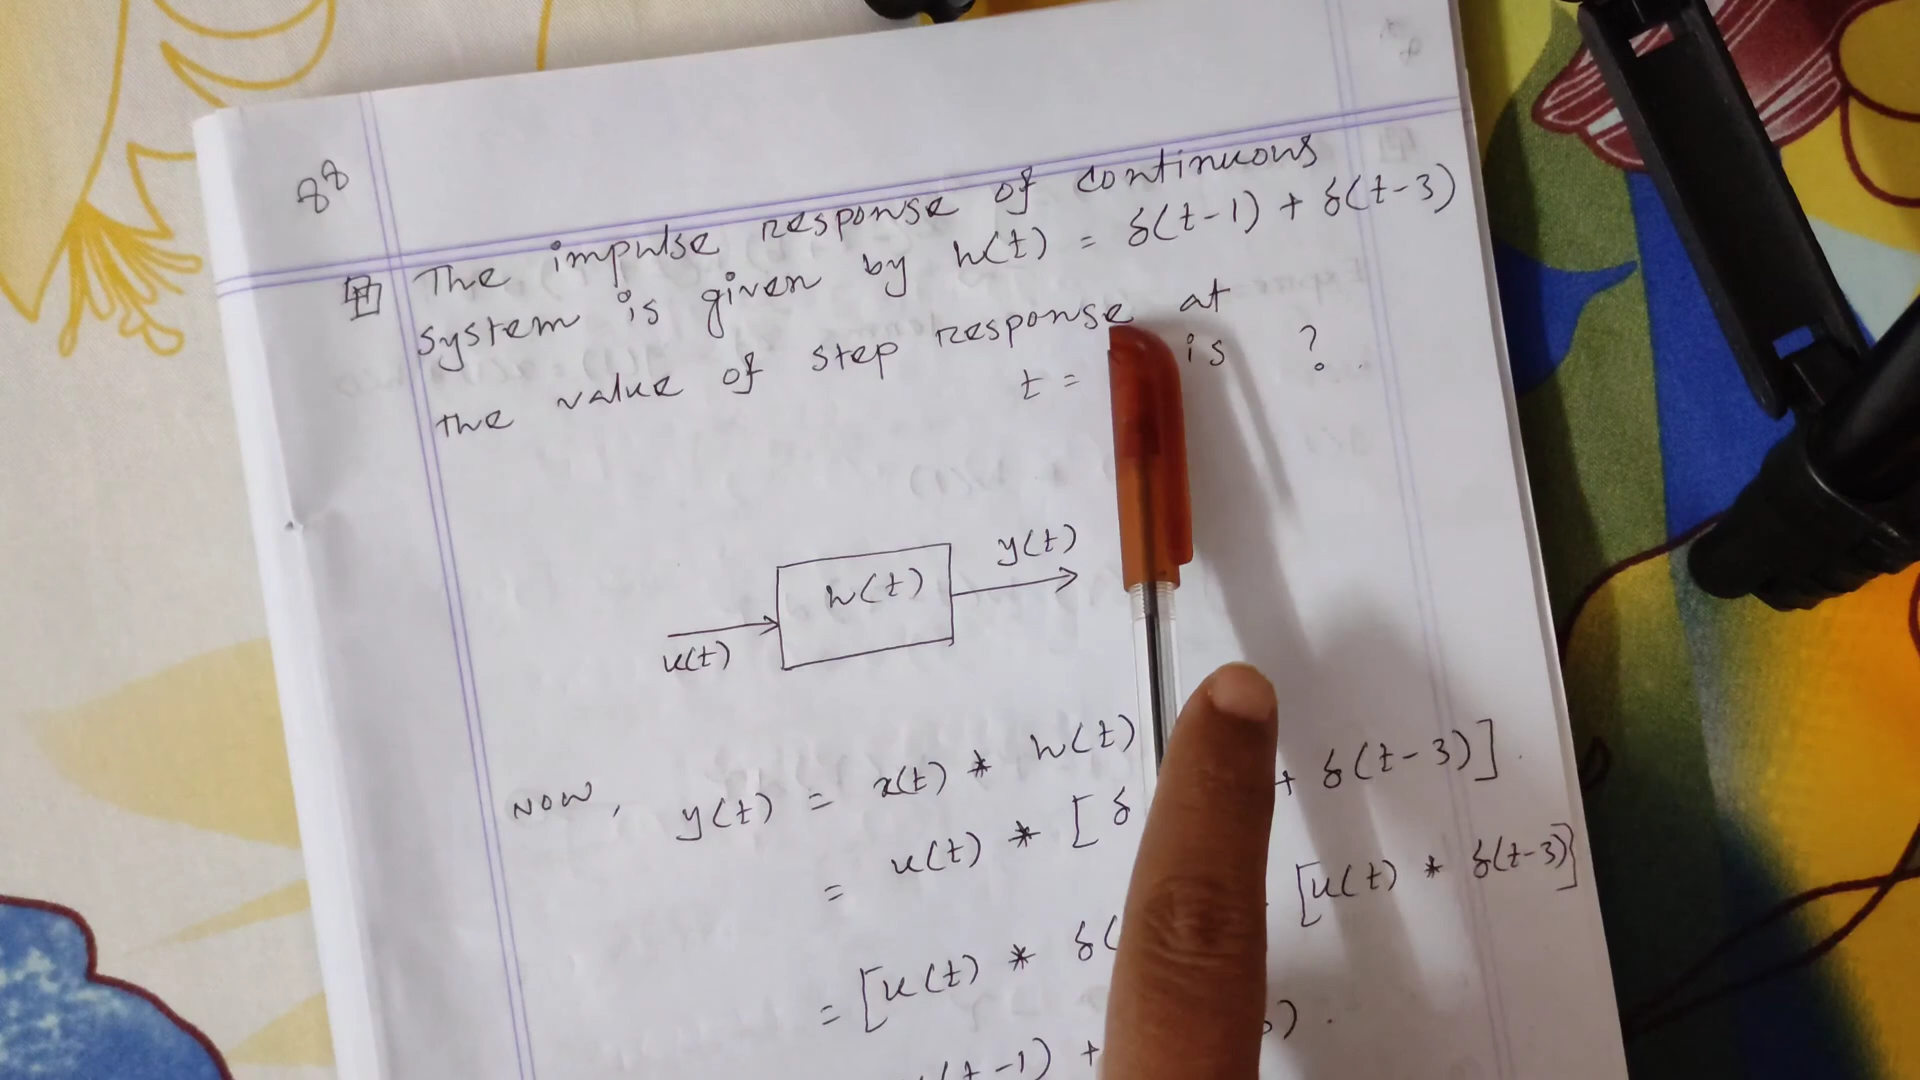 The impulse response of continuous
system is given by h(t) = δ(t-1) + δ(t-3)
the value of step response at
t = is ?
h(t)
y(t)
u(t)
NOW, y(t) = x(t) * h(t)
= u(t) * [δ + δ(t-3)].
= [u(t) * δ( [u(t) * δ(t-3)]
(t-1) + ).